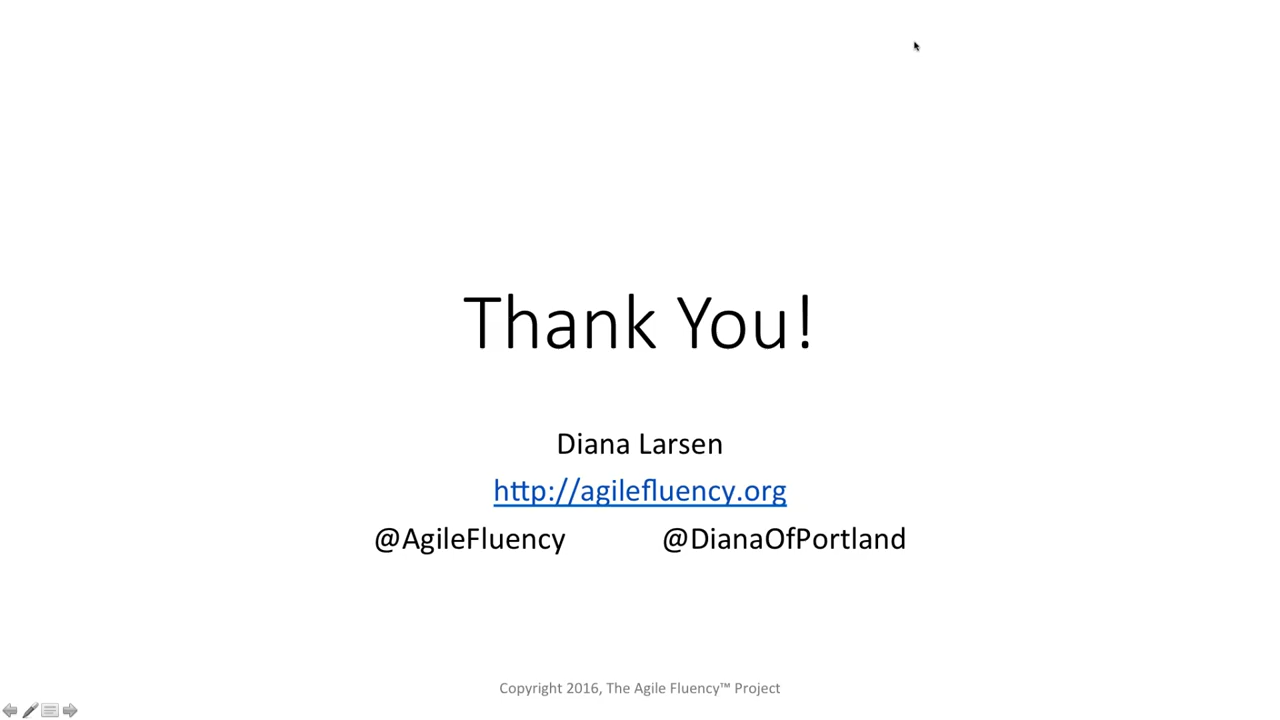 Thank You!
Diana Larsen
http://agilefluency.org
@AgileFluency @DianaOfPortland
Copyright 2016, The Agile Fluency™ Project